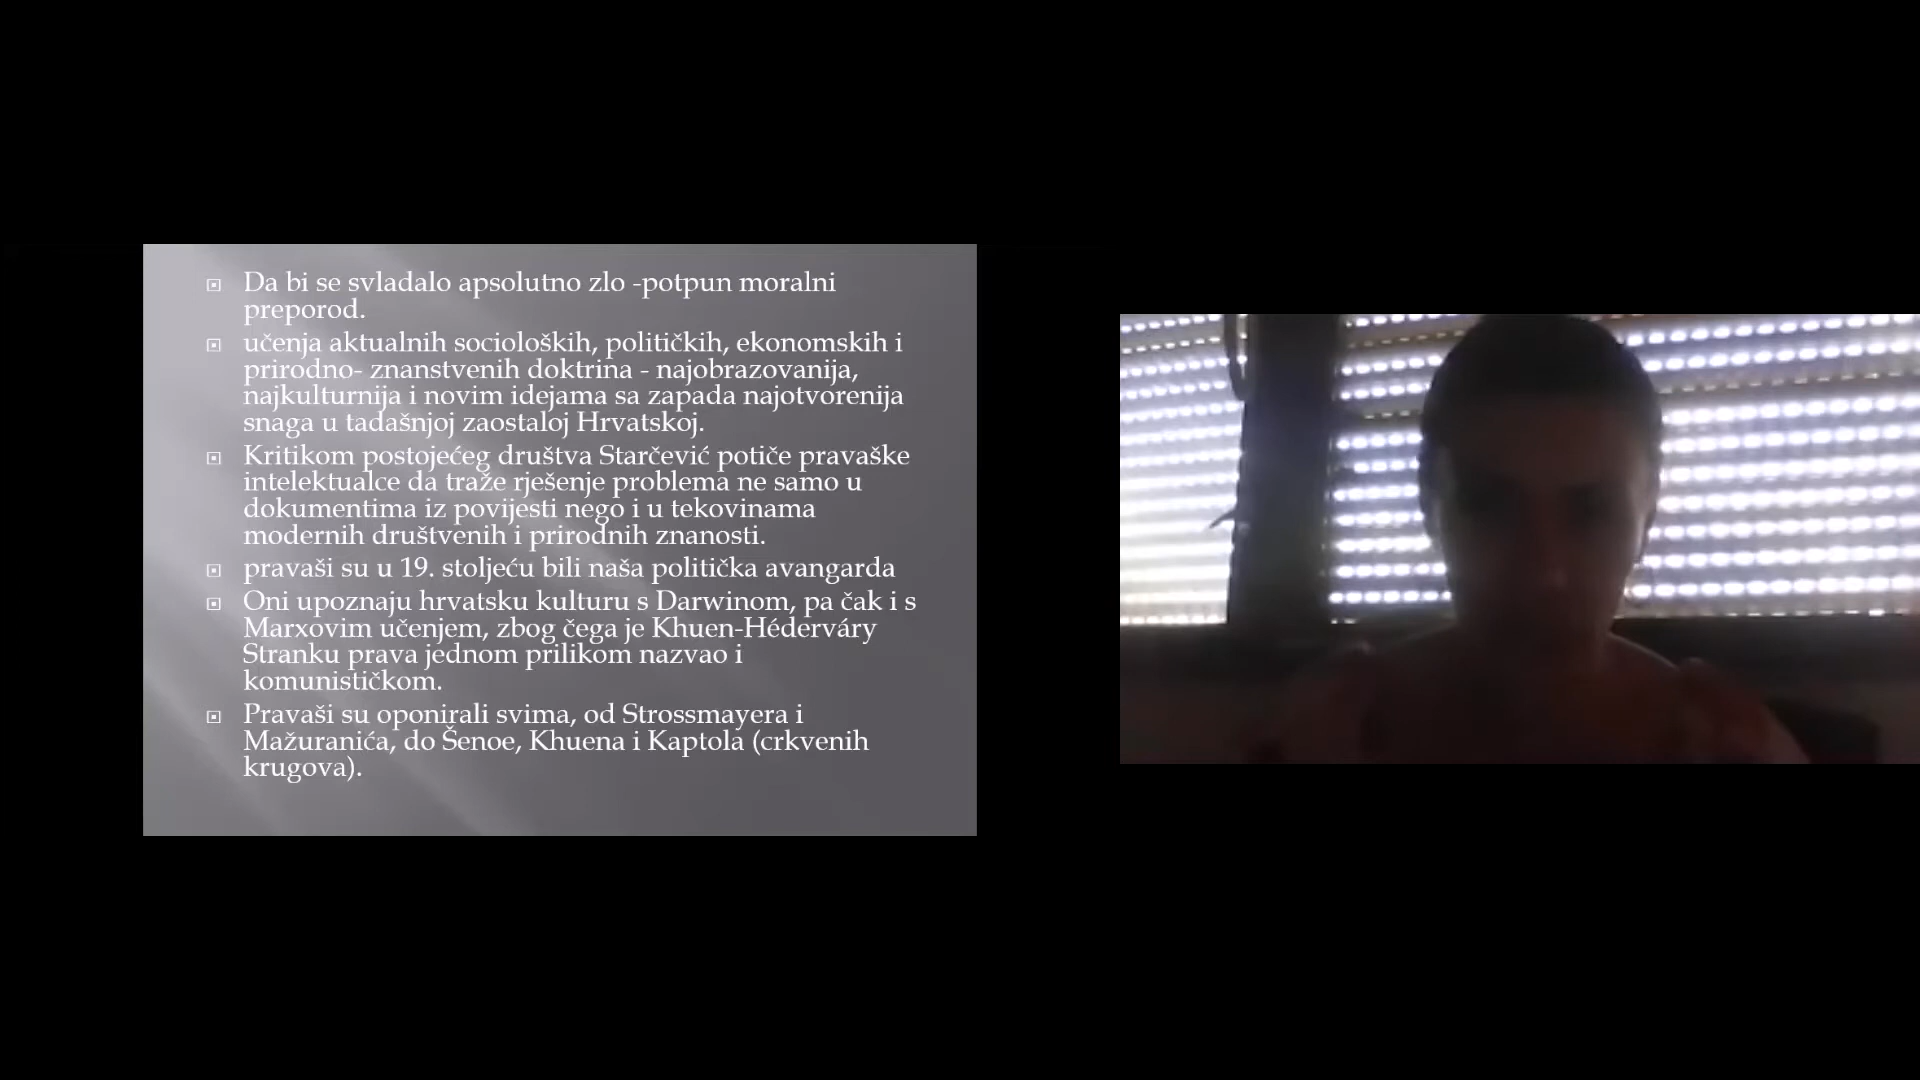 Da bi se svladalo apsolutno zlo -potpun moralni
preporod.
učenja aktualnih socioloških, političkih, ekonomskih i
prirodno- znanstvenih doktrina - najobrazovanija,
najkulturnija i novim idejama sa zapada najotvorenija
snaga u tadašnjoj zaostaloj Hrvatskoj.
Kritikom postojećeg društva Starčević potiče pravaške
intelektualce da traže rješenje problema ne samo u
dokumentima iz povijesti nego i u tekovinama
modernih društvenih i prirodnih znanosti.
pravaši su u 19. stoljeću bili naša politička avangarda
Oni upoznaju hrvatsku kulturu s Darwinom, pa čak i s
Marxovim učenjem, zbog čega je Khuen-Héderváry
Stranku prava jednom prilikom nazvao i
komunističkom.
Pravaši su oponirali svima, od Strossmayera i
Mažuranića, do Šenoe, Khuena i Kaptola (crkvenih
krugova).